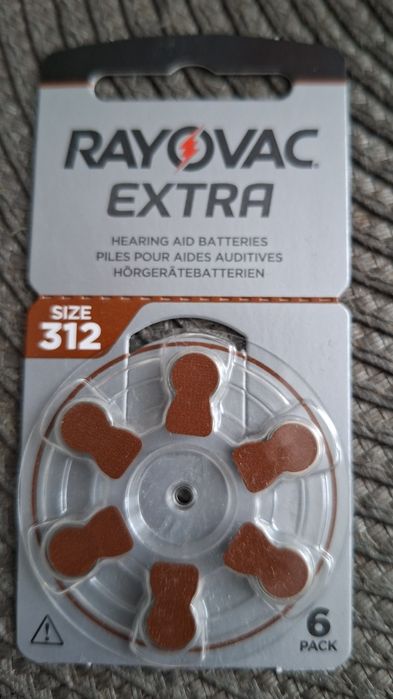 RAYOVAC
EXTRA
HEARING AID BATTERIES
PILES POUR AIDES AUDITIVES
HÖRGERÄTEBATTERIEN
SIZE
312
6
PACK